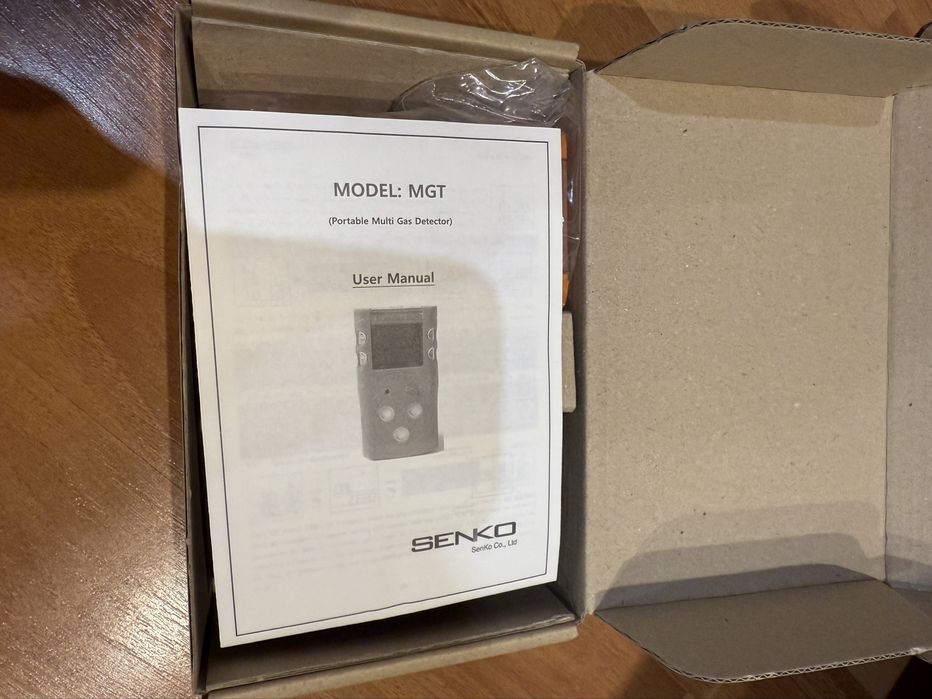 MODEL: MGT
(Portable Multi Gas Detector)
User Manual
SENKO
SenKo Co., Ltd